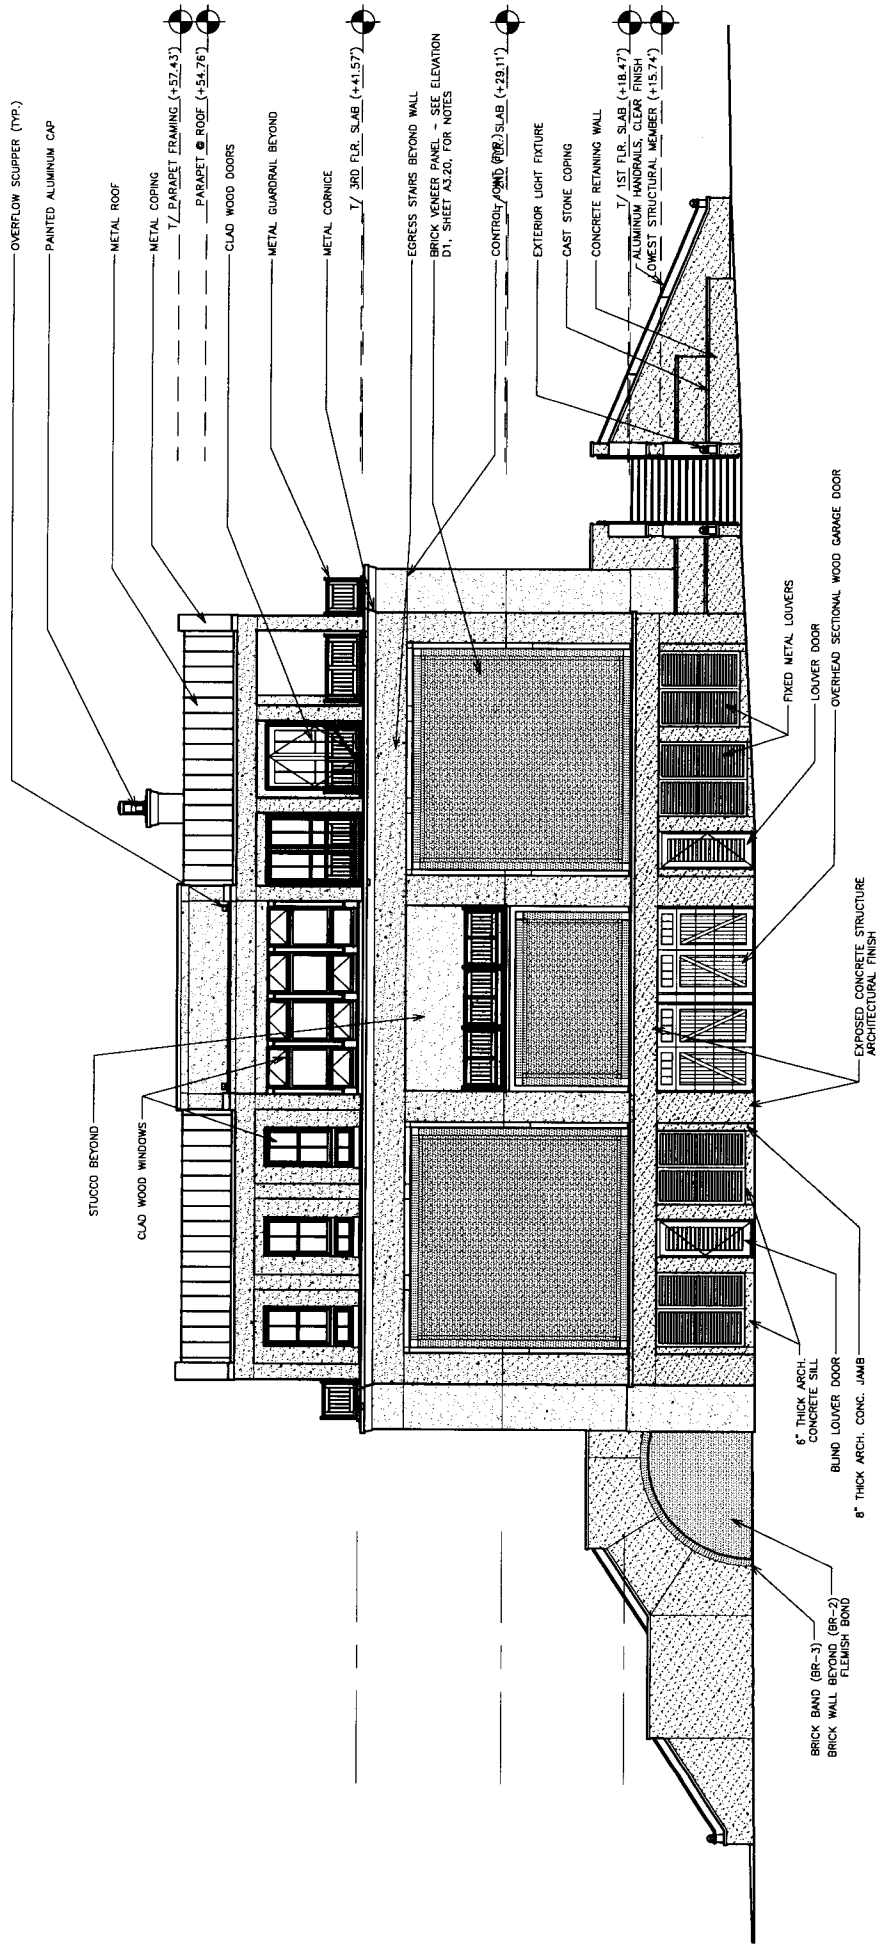 OVERFLOW SCUPPER (TYP.)
PAINTED ALUMINUM CAP
METAL ROOF
METAL COPING
T/ PARAPET FRAMING (+57.43')
PARAPET @ ROOF (+54.76')
CLAD WOOD DOORS
METAL GUARDRAIL BEYOND
METAL CORNICE
T/ 3RD FLR. SLAB (+41.57')
EGRESS STAIRS BEYOND WALL
BRICK VENEER PANEL - SEE ELEVATION
D1, SHEET A3.20, FOR NOTES
CONTROL JOINT (TYP.)
T/ 2ND FLR. SLAB (+29.11')
EXTERIOR LIGHT FIXTURE
CAST STONE COPING
CONCRETE RETAINING WALL
T/ 1ST FLR. SLAB (+18.47')
ALUMINUM HANDRAILS, CLEAR FINISH
LOWEST STRUCTURAL MEMBER (+15.74')
STUCCO BEYOND
CLAD WOOD WINDOWS
FIXED METAL LOUVERS
LOUVER DOOR
OVERHEAD SECTIONAL WOOD GARAGE DOOR
EXPOSED CONCRETE STRUCTURE
ARCHITECTURAL FINISH
6" THICK ARCH.
CONCRETE SILL
BLIND LOUVER DOOR
8" THICK ARCH. CONC. JAMB
BRICK BAND (BR-3)
BRICK WALL BEYOND (BR-2)
FLEMISH BOND